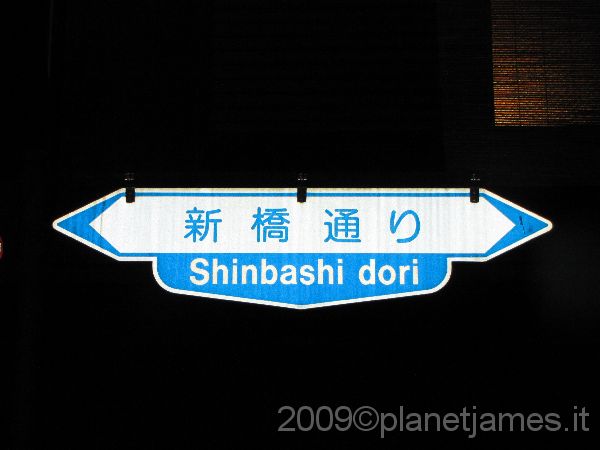 新橋通り
Shinbashi dori
2009©planetjames.it